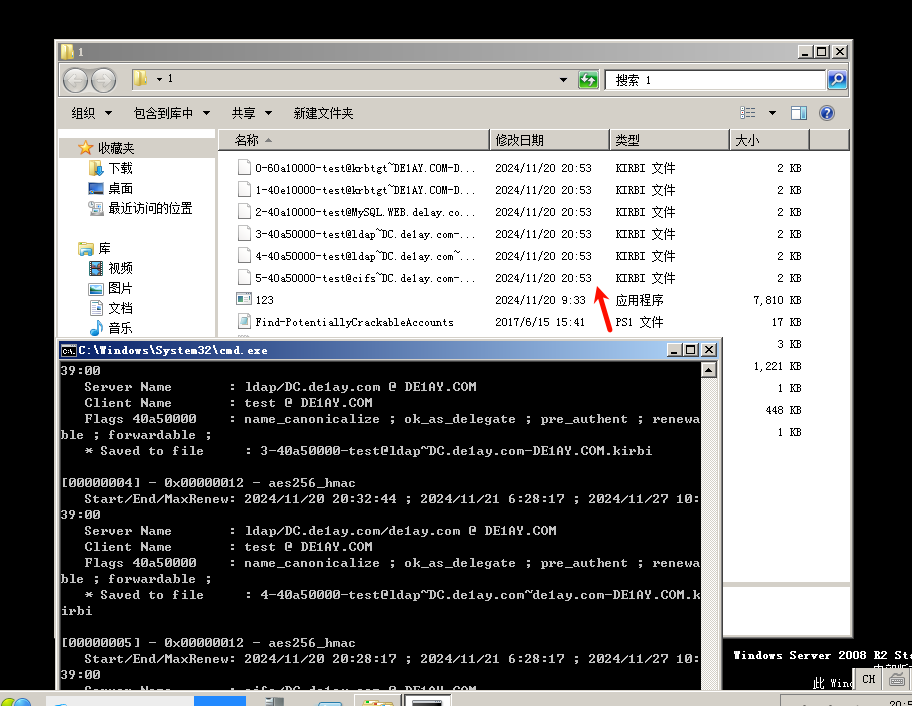 1
1
搜索 1
组织 包含到库中 共享 新建文件夹
名称 修改日期 类型 大小
收藏夹
下载
桌面
最近访问的位置
库
视频
图片
文档
音乐
0-60a10000-test@krbtgt~DE1AY.COM-D... 2024/11/20 20:53 KIRBI 文件 2 KB
1-40e10000-test@krbtgt~DE1AY.COM-D... 2024/11/20 20:53 KIRBI 文件 2 KB
2-40a10000-test@MySQL.WEB.de1ay.co... 2024/11/20 20:53 KIRBI 文件 2 KB
3-40a50000-test@ldap~DC.de1ay.com-... 2024/11/20 20:53 KIRBI 文件 2 KB
4-40a50000-test@ldap~DC.de1ay.com~... 2024/11/20 20:53 KIRBI 文件 2 KB
5-40a50000-test@cifs~DC.de1ay.com-... 2024/11/20 20:53 KIRBI 文件 2 KB
123 2024/11/20 9:33 应用程序 7,810 KB
Find-PotentiallyCrackableAccounts 2017/6/15 15:41 PS1 文件 17 KB
3 KB
1,221 KB
1 KB
448 KB
1 KB
C:\Windows\System32\cmd.exe
39:00
Server Name : ldap/DC.de1ay.com @ DE1AY.COM
Client Name : test @ DE1AY.COM
Flags 40a50000 : name_canonicalize ; ok_as_delegate ; pre_authent ; renewa
ble ; forwardable ;
* Saved to file : 3-40a50000-test@ldap~DC.de1ay.com-DE1AY.COM.kirbi
[00000004] - 0x00000012 - aes256_hmac
Start/End/MaxRenew: 2024/11/20 20:32:44 ; 2024/11/21 6:28:17 ; 2024/11/27 10:
39:00
Server Name : ldap/DC.de1ay.com/de1ay.com @ DE1AY.COM
Client Name : test @ DE1AY.COM
Flags 40a50000 : name_canonicalize ; ok_as_delegate ; pre_authent ; renewa
ble ; forwardable ;
* Saved to file : 4-40a50000-test@ldap~DC.de1ay.com~de1ay.com-DE1AY.COM.k
irbi
[00000005] - 0x00000012 - aes256_hmac
Start/End/MaxRenew: 2024/11/20 20:28:17 ; 2024/11/21 6:28:17 ; 2024/11/27 10:
39:00
Windows Server 2008 R2 Sta
此 Wind
CH